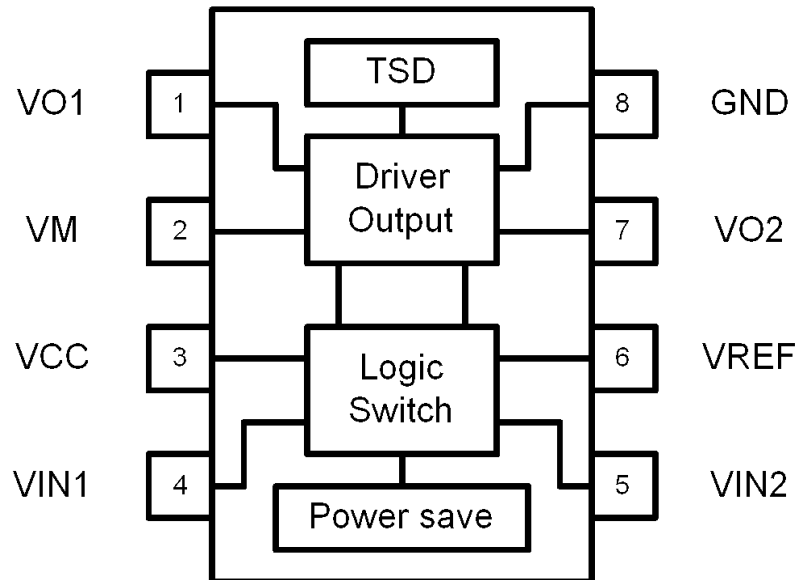 TSD
VO1
1
8
GND
Driver
Output
VM
2
7
VO2
VCC
3
6
VREF
Logic
Switch
VIN1
4
5
VIN2
Power save